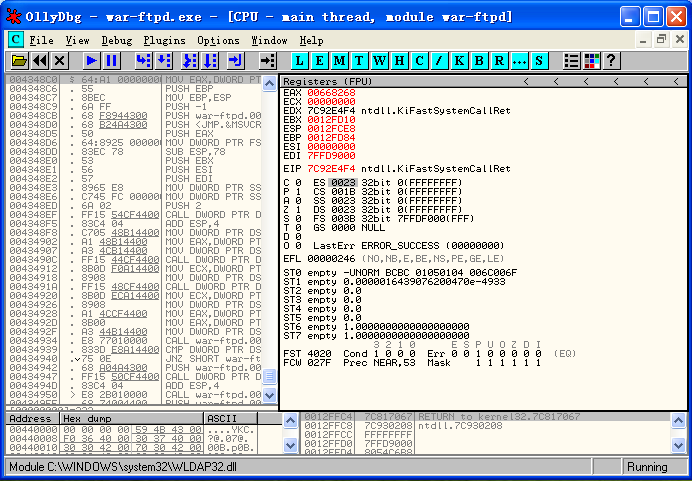 OllyDbg - war-ftpd.exe - [CPU - main thread, module war-ftpd]
C File View Debug Plugins Options Window Help
L E M T W H C / K B R ... S ?
004348C0 $ 64:A1 0000000 MOV EAX,DWORD PT
004348C6 . 55 PUSH EBP
004348C7 . 8BEC MOV EBP,ESP
004348C9 . 6A FF PUSH -1
004348CB . 68 F8944300 PUSH war-ftpd.00
004348D0 . 68 B24A4300 PUSH <JMP.&MSVCR
004348D5 . 50 PUSH EAX
004348D6 . 64:8925 0000 MOV DWORD PTR FS
004348DD . 83EC 78 SUB ESP,78
004348E0 . 53 PUSH EBX
004348E1 . 56 PUSH ESI
004348E2 . 57 PUSH EDI
004348E3 . 8965 E8 MOV DWORD PTR SS
004348E6 . C745 FC 0000 MOV DWORD PTR SS
004348ED . 6A 02 PUSH 2
004348EF . FF15 54CF4400 CALL DWORD PTR D
004348F5 . 83C4 04 ADD ESP,4
004348F8 . C705 48B14400 MOV DWORD PTR DS
00434902 . A1 48B14400 MOV EAX,DWORD PT
00434907 . A3 4CB14400 MOV DWORD PTR DS
0043490C . FF15 44CF4400 CALL DWORD PTR D
00434912 . 8B0D F0A14400 MOV ECX,DWORD PT
00434918 . 8908 MOV DWORD PTR DS
0043491A . FF15 48CF4400 CALL DWORD PTR D
00434920 . 8B0D ECA14400 MOV ECX,DWORD PT
00434926 . 8908 MOV DWORD PTR DS
00434928 . A1 4CCF4400 MOV EAX,DWORD PT
0043492D . 8B00 MOV EAX,DWORD PT
0043492F . A3 44B14400 MOV DWORD PTR DS
00434934 . E8 77010000 CALL war-ftpd.00
00434939 . 833D E8A14400 CMP DWORD PTR DS
00434940 . 75 0E JNZ SHORT war-ft
00434942 . 68 A04A4300 PUSH war-ftpd.00
00434947 . FF15 50CF4400 CALL DWORD PTR D
0043494D . 83C4 04 ADD ESP,4
00434950 > E8 2B010000 CALL war-ftpd.00
Registers (FPU) < < < < < <
EAX 00668268
ECX 00000000
EDX 7C92E4F4 ntdll.KiFastSystemCallRet
EBX 0012FD10
ESP 0012FCE8
EBP 0012FD84
ESI 00000000
EDI 7FFD9000
EIP 7C92E4F4 ntdll.KiFastSystemCallRet
C 0 ES 0023 32bit 0(FFFFFFFF)
P 1 CS 001B 32bit 0(FFFFFFFF)
A 0 SS 0023 32bit 0(FFFFFFFF)
Z 1 DS 0023 32bit 0(FFFFFFFF)
S 0 FS 003B 32bit 7FFDF000(FFF)
T 0 GS 0000 NULL
D 0
O 0 LastErr ERROR_SUCCESS (00000000)
EFL 00000246 (NO,NB,E,BE,NS,PE,GE,LE)
ST0 empty -UNORM BCBC 01050104 006C006F
ST1 empty 0.0000016439076200470e-4933
ST2 empty 0.0
ST3 empty 0.0
ST4 empty 0.0
ST5 empty 0.0
ST6 empty 1.0000000000000000000
ST7 empty 1.0000000000000000000
3 2 1 0 E S P U O Z D I
FST 4020 Cond 1 0 0 0 Err 0 0 1 0 0 0 0 0 (EQ)
FCW 027F Prec NEAR,53 Mask 1 1 1 1 1 1
Address Hex dump ASCII
00440000 00 00 00 00 59 4B 43 00 ....YKC.
00440008 F0 36 40 00 30 37 40 00 ?@.070.
00440010 30 30 42 00 70 30 42 00 00B.p0B.
0012FFC4 7C817067 RETURN to kernel32.7C817067
0012FFC8 7C930208 ntdll.7C930208
0012FFCC FFFFFFFF
0012FFD0 7FFD9000
0012FFD4 8054C6B8
Module C:\WINDOWS\system32\WLDAP32.dll Running